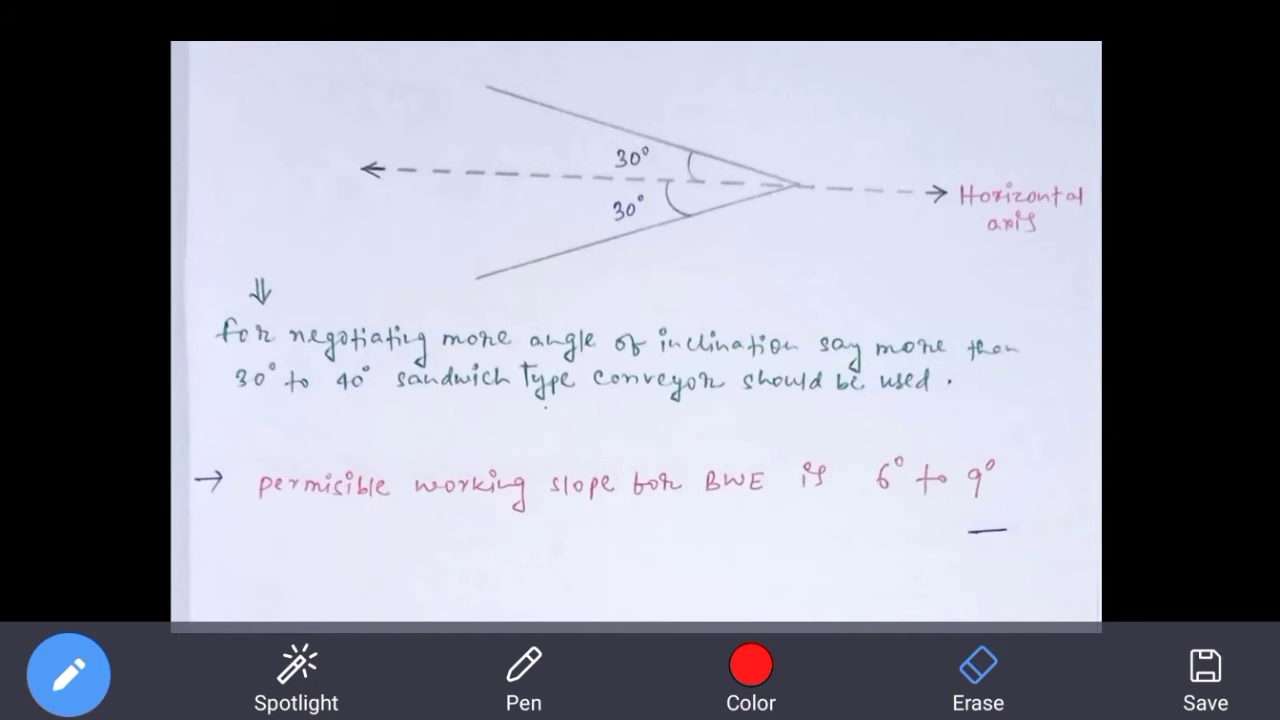 30°
30°
Horizontal
axis
for negotiating more angle of inclination say more than
30° to 40° sandwich Type conveyor should be used.
→ permisible working slope for BWE is 6° to 9°
Spotlight
Pen
Color
Erase
Save